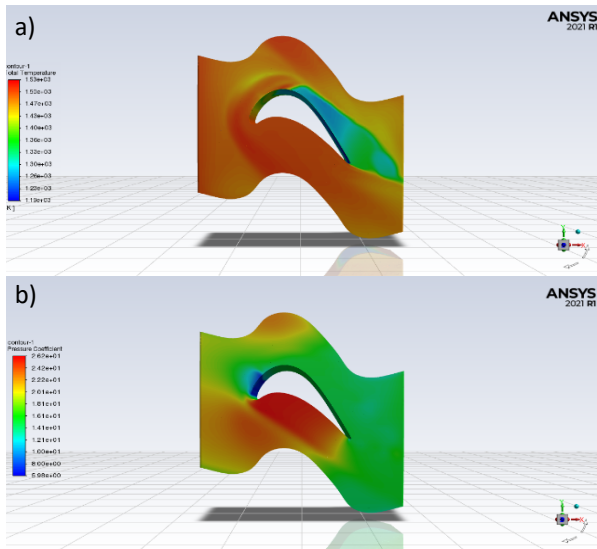 a)
ANSYS
2021 R1
contour-1
Total Temperature
1.53e+03
1.50e+03
1.47e+03
1.43e+03
1.40e+03
1.36e+03
1.33e+03
1.30e+03
1.26e+03
1.23e+03
1.19e+03
[K]
Y
X
b)
ANSYS
2021 R1
contour-1
Pressure Coefficient
2.62e+01
2.42e+01
2.22e+01
2.01e+01
1.81e+01
1.61e+01
1.41e+01
1.21e+01
1.00e+01
8.00e+00
5.98e+00
Y
X